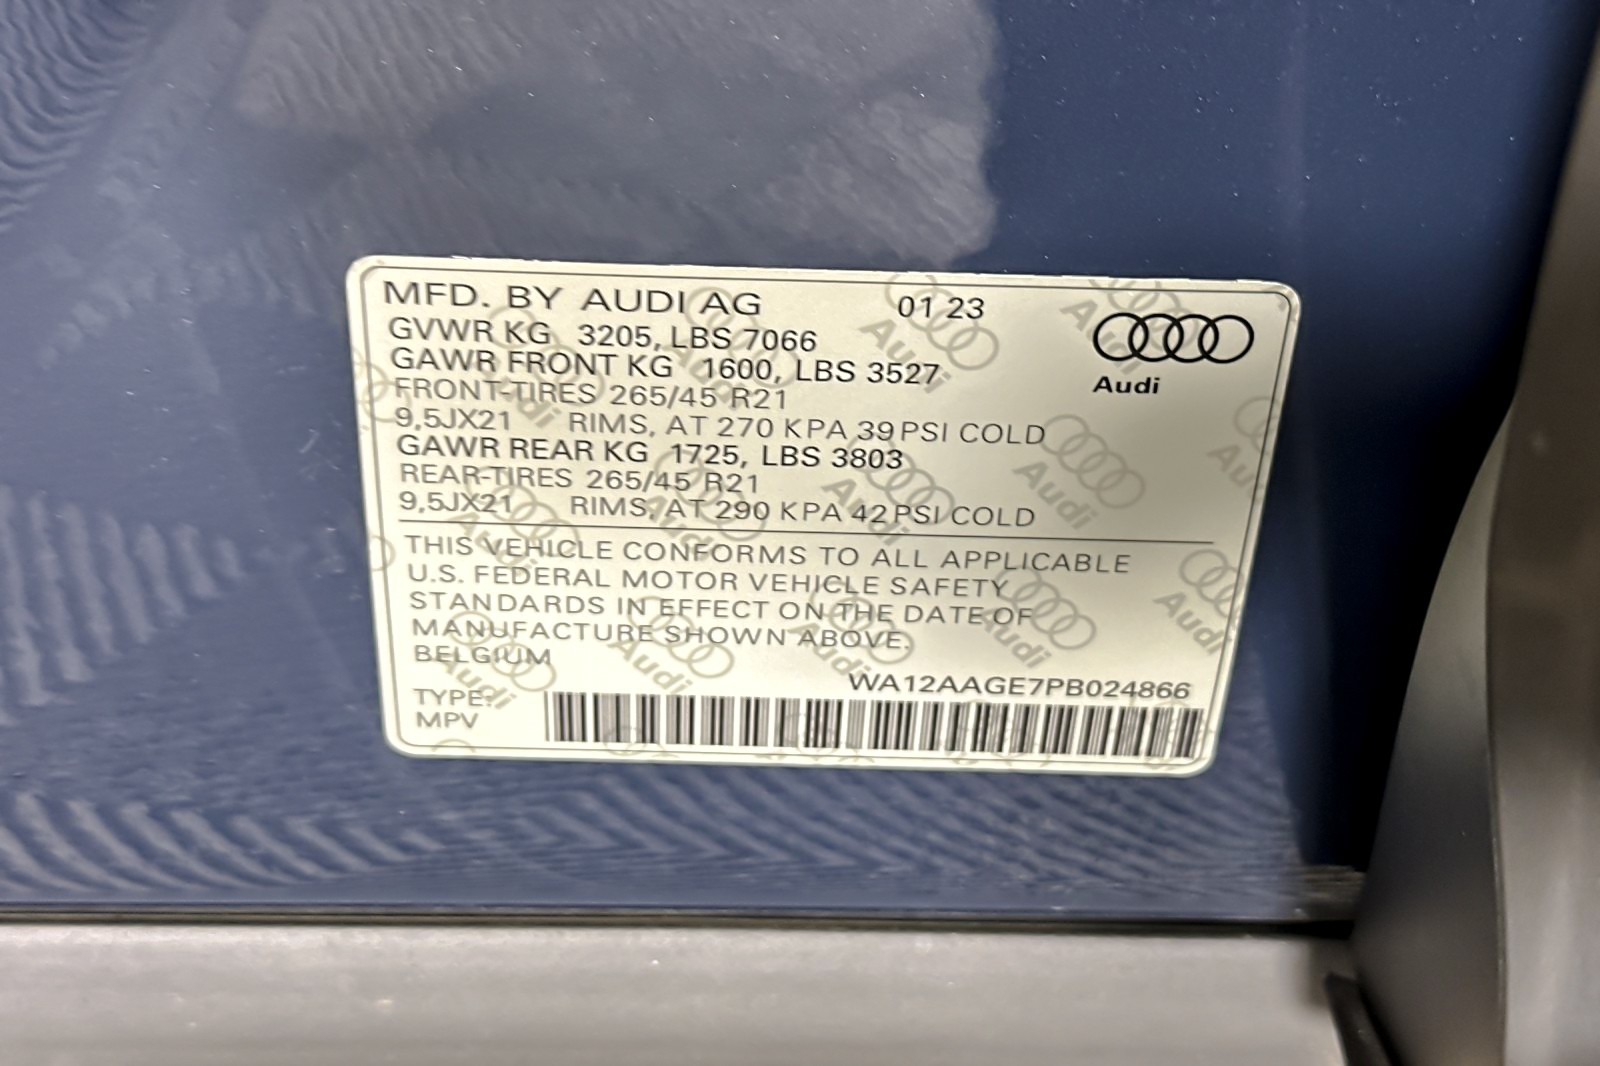 MFD. BY AUDI AG 01 23
GVWR KG 3205, LBS 7066
GAWR FRONT KG 1600, LBS 3527
FRONT-TIRES 265/45 R21
9,5JX21 RIMS, AT 270 KPA 39 PSI COLD
GAWR REAR KG 1725, LBS 3803
REAR-TIRES 265/45 R21
9,5JX21 RIMS, AT 290 KPA 42 PSI COLD
Audi
THIS VEHICLE CONFORMS TO ALL APPLICABLE
U.S. FEDERAL MOTOR VEHICLE SAFETY
STANDARDS IN EFFECT ON THE DATE OF
MANUFACTURE SHOWN ABOVE.
BELGIUM
WA12AAGE7PB024866
TYPE:
MPV